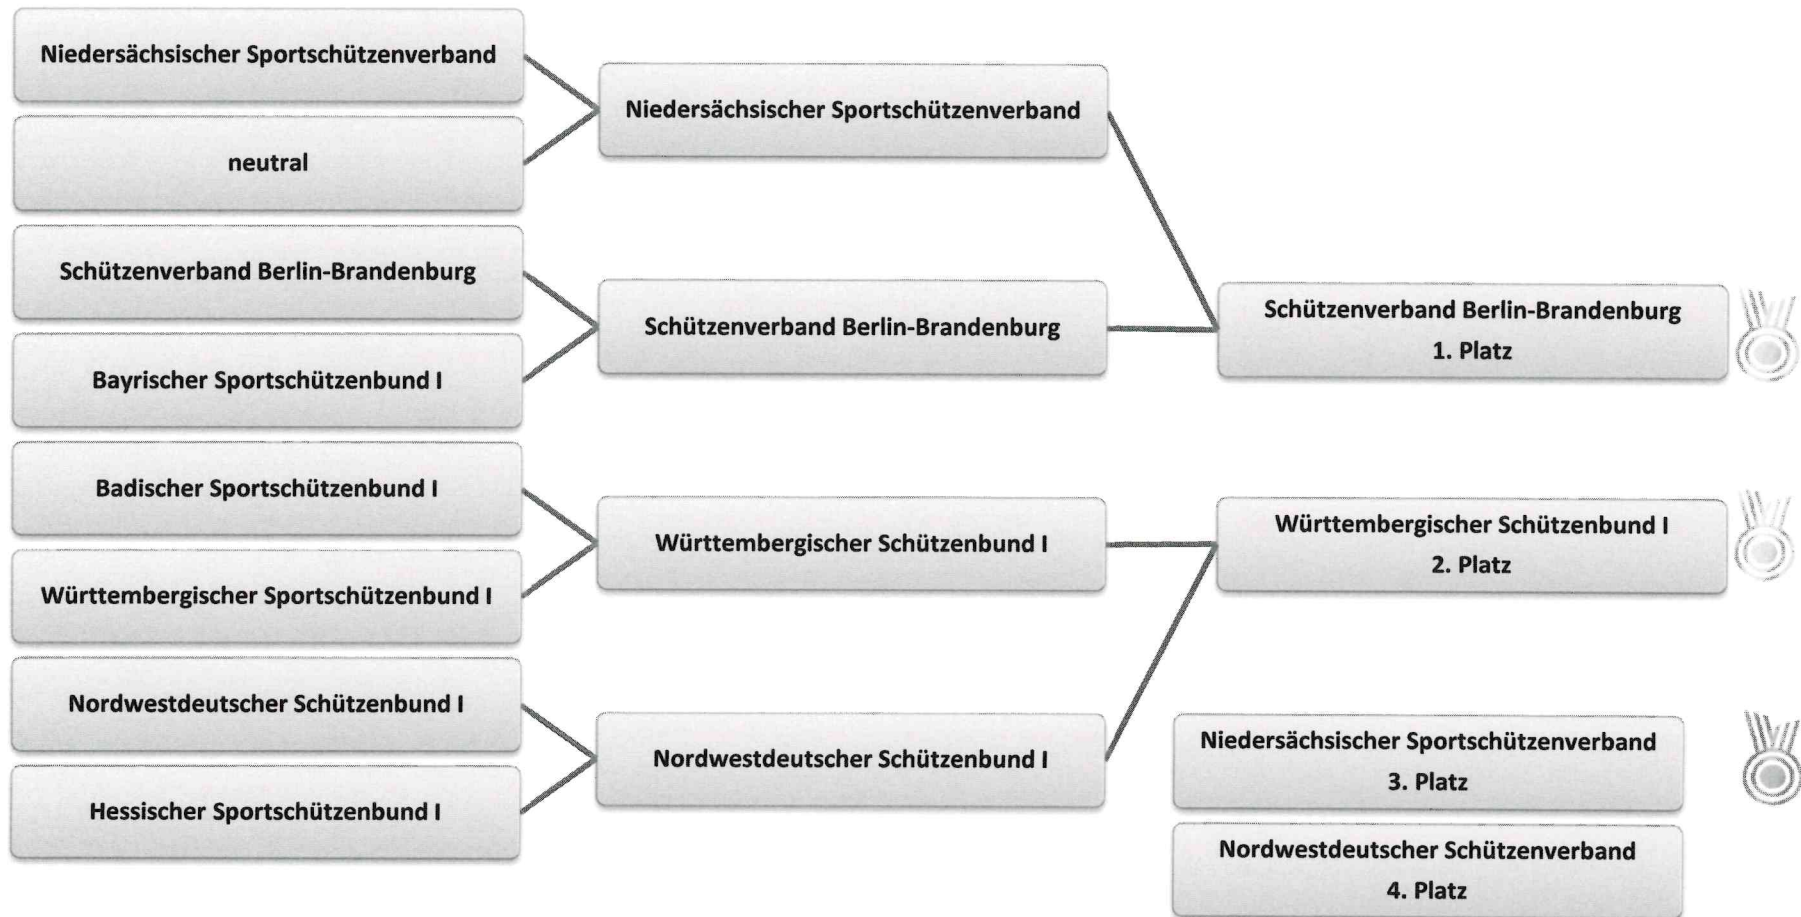 Niedersächsischer Sportschützenverband
neutral
Schützenverband Berlin-Brandenburg
Bayrischer Sportschützenbund I
Badischer Sportschützenbund I
Württembergischer Sportschützenbund I
Nordwestdeutscher Schützenbund I
Hessischer Sportschützenbund I
Niedersächsischer Sportschützenverband
Schützenverband Berlin-Brandenburg
Württembergischer Schützenbund I
Nordwestdeutscher Schützenbund I
Schützenverband Berlin-Brandenburg
1. Platz
Württembergischer Schützenbund I
2. Platz
Niedersächsischer Sportschützenverband
3. Platz
Nordwestdeutscher Schützenverband
4. Platz